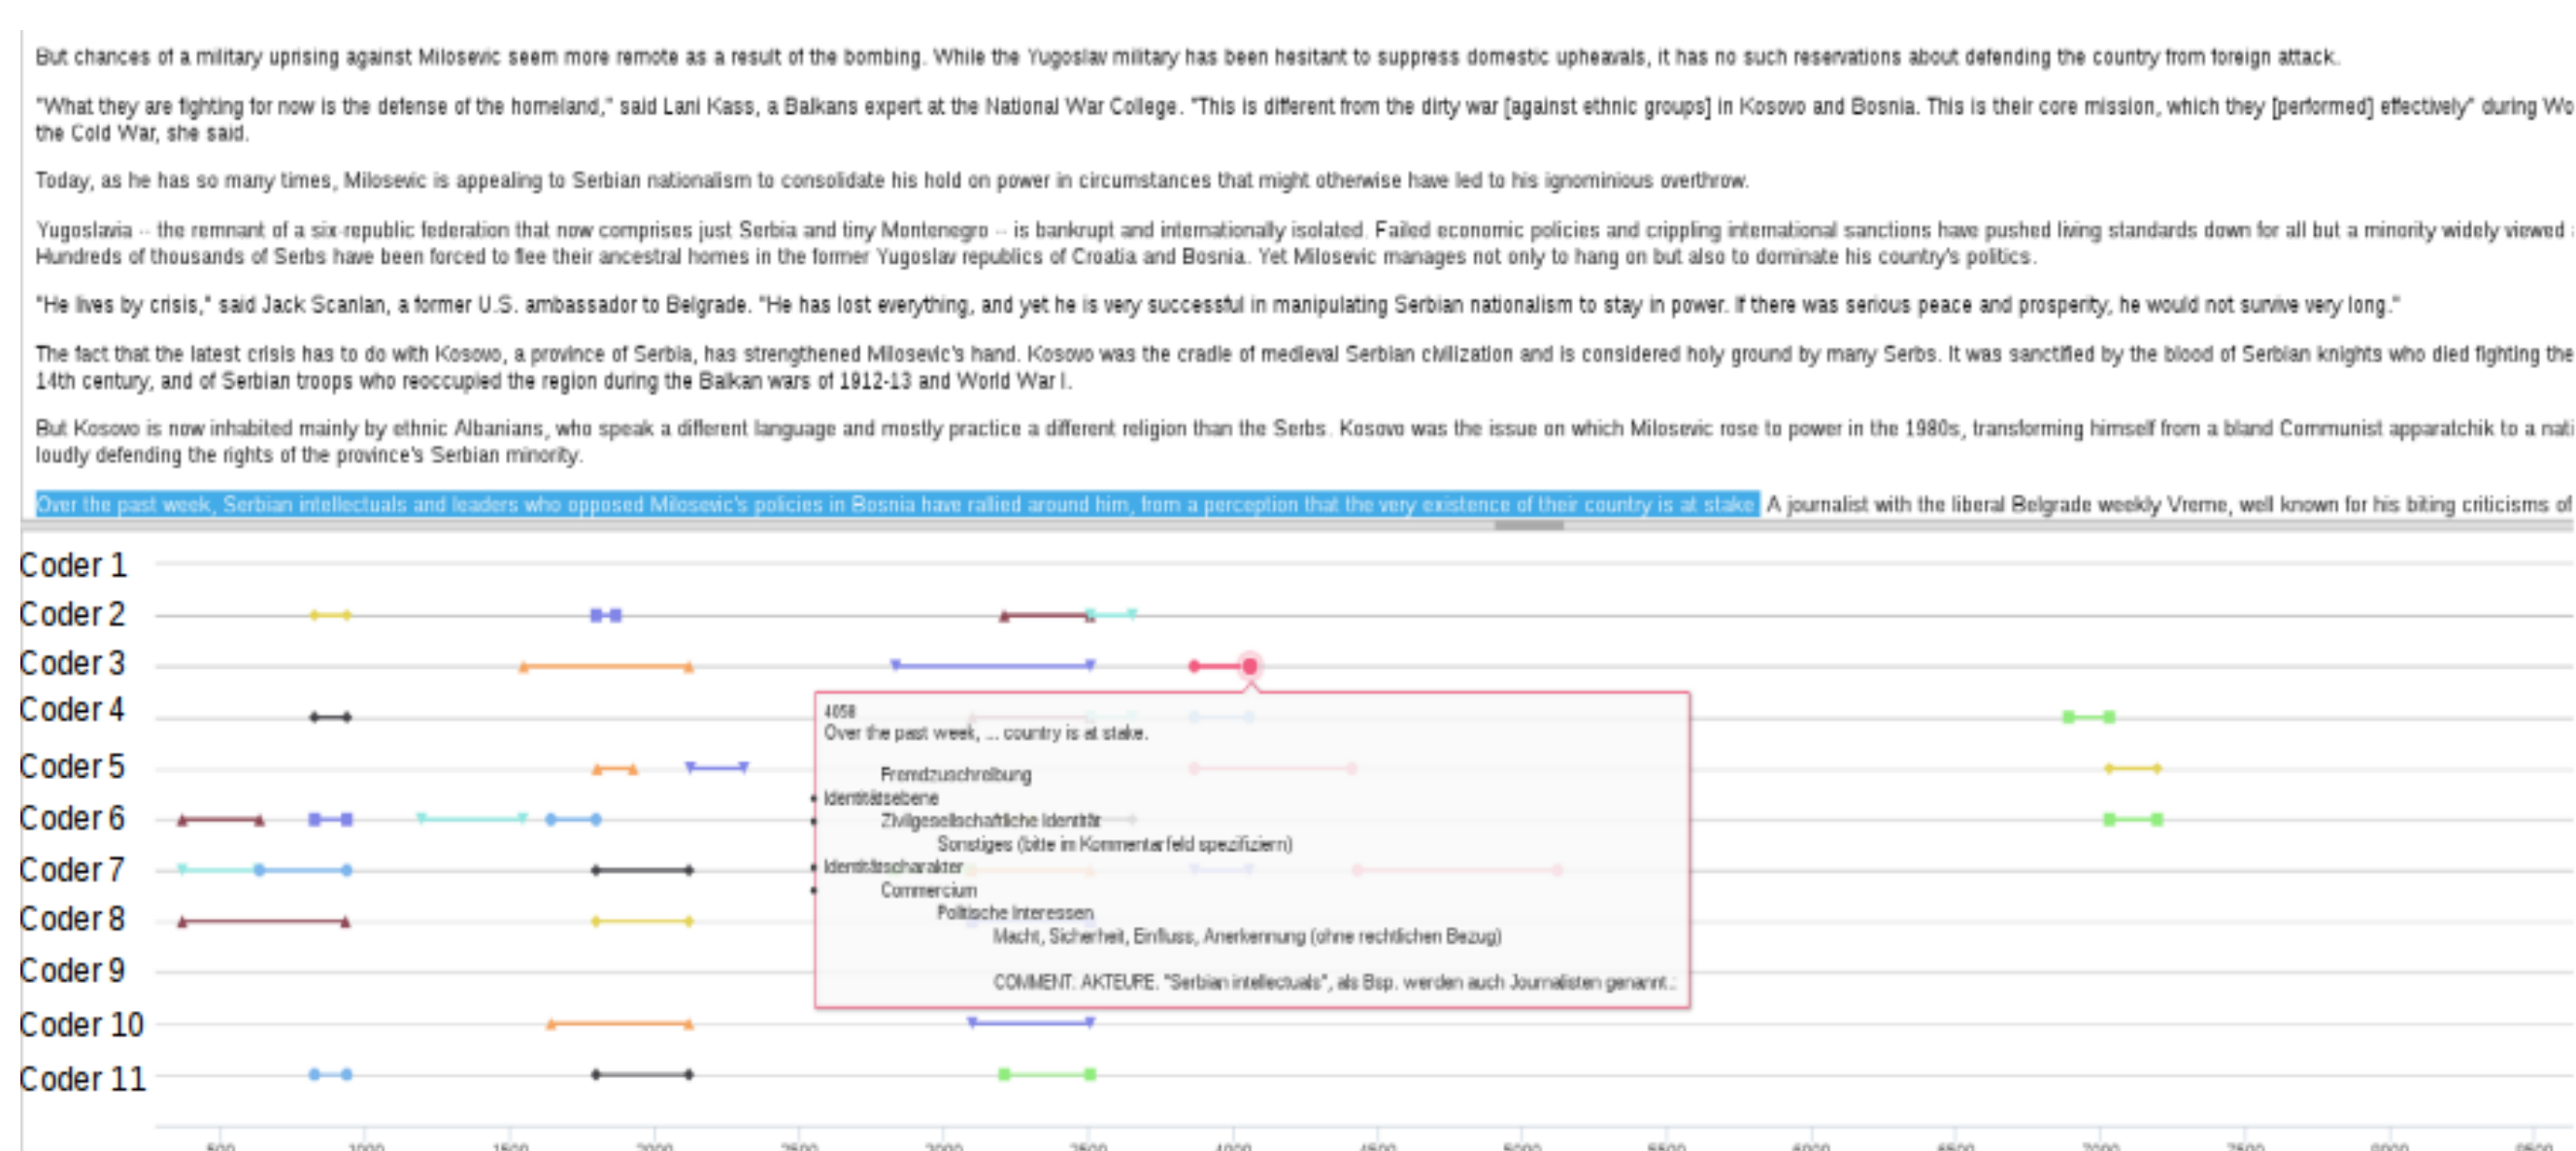 But chances of a military uprising against Milosevic seem more remote as a result of the bombing. While the Yugoslav military has been hesitant to suppress domestic upheavals, it has no such reservations about defending the country from foreign attack.
"What they are fighting for now is the defense of the homeland," said Lani Kass, a Balkans expert at the National War College. "This is different from the dirty war [against ethnic groups] in Kosovo and Bosnia. This is their core mission, which they [performed] effectively" during Wo
the Cold War, she said.
Today, as he has so many times, Milosevic is appealing to Serbian nationalism to consolidate his hold on power in circumstances that might otherwise have led to his ignominious overthrow.
Yugoslavia -- the remnant of a six-republic federation that now comprises just Serbia and tiny Montenegro -- is bankrupt and internationally isolated. Failed economic policies and crippling international sanctions have pushed living standards down for all but a minority widely viewed
Hundreds of thousands of Serbs have been forced to flee their ancestral homes in the former Yugoslav republics of Croatia and Bosnia. Yet Milosevic manages not only to hang on but also to dominate his country's politics.
"He lives by crisis," said Jack Scanlan, a former U.S. ambassador to Belgrade. "He has lost everything, and yet he is very successful in manipulating Serbian nationalism to stay in power. If there was serious peace and prosperity, he would not survive very long."
The fact that the latest crisis has to do with Kosovo, a province of Serbia, has strengthened Milosevic's hand. Kosovo was the cradle of medieval Serbian civilization and is considered holy ground by many Serbs. It was sanctified by the blood of Serbian knights who died fighting the
14th century, and of Serbian troops who reoccupied the region during the Balkan wars of 1912-13 and World War I.
But Kosovo is now inhabited mainly by ethnic Albanians, who speak a different language and mostly practice a different religion than the Serbs. Kosovo was the issue on which Milosevic rose to power in the 1980s, transforming himself from a bland Communist apparatchik to a nati
loudly defending the rights of the province's Serbian minority.
Over the past week, Serbian intellectuals and leaders who opposed Milosevic's policies in Bosnia have rallied around him, from a perception that the very existence of their country is at stake. A journalist with the liberal Belgrade weekly Vreme, well known for his biting criticisms of
Coder 1
Coder 2
Coder 3
Coder 4
4058
Over the past week, ... country is at stake.
Coder 5
Fremdzuschreibung
Identitätsebene
Coder 6
Zivilgesellschaftliche Identität
Sonstiges (bitte im Kommentarfeld spezifiziern)
Coder 7
Identitätscharakter
Commercium
Coder 8
Politische Interessen
Macht, Sicherheit, Einfluss, Anerkennung (ohne rechtlichen Bezug)
Coder 9
COMMENT: AKTEURE. "Serbian intellectuals", als Bsp. werden auch Journalisten genannt.:
Coder 10
Coder 11
500 1000 1500 2000 2500 3000 3500 4000 4500 5000 5500 6000 6500 7000 7500 8000 8500